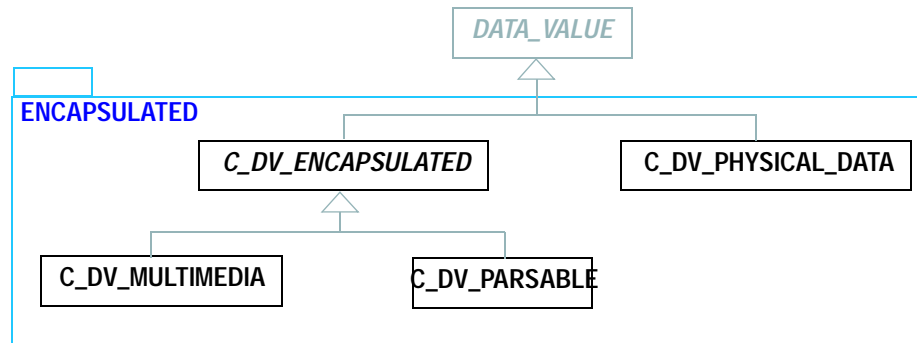 DATA_VALUE
ENCAPSULATED
C_DV_ENCAPSULATED
C_DV_PHYSICAL_DATA
C_DV_MULTIMEDIA
C_DV_PARSABLE